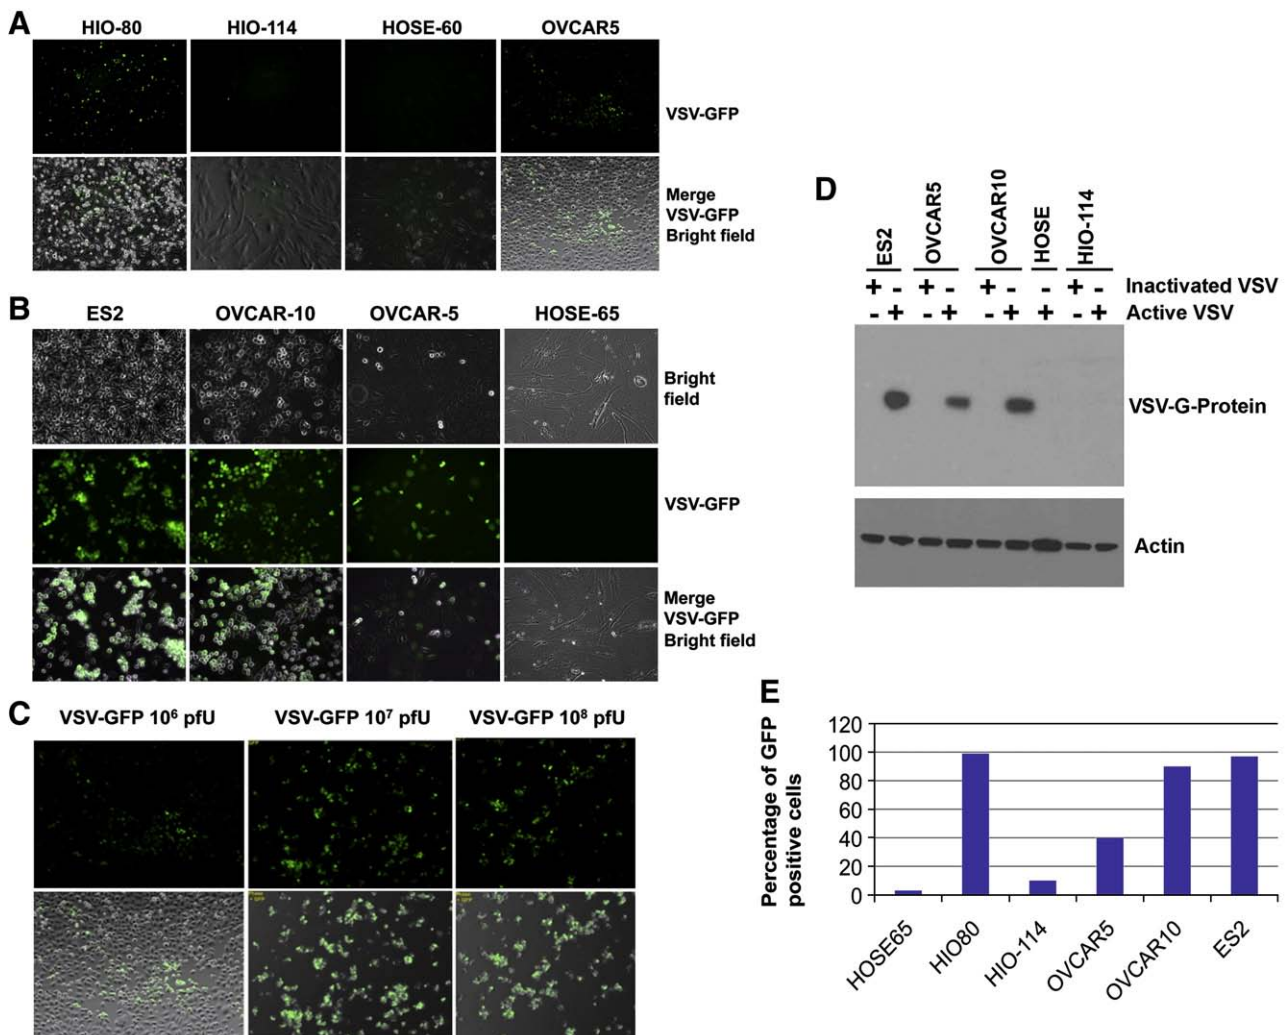 A
HIO-80 HIO-114 HOSE-60 OVCAR5
VSV-GFP
Merge
VSV-GFP
Bright field
B
ES2 OVCAR-10 OVCAR-5 HOSE-65
Bright
field
VSV-GFP
Merge
VSV-GFP
Bright field
C
VSV-GFP 10⁶ pfU VSV-GFP 10⁷ pfU VSV-GFP 10⁸ pfU
D
ES2 OVCAR5 OVCAR10 HOSE HIO-114
+ - + - + - - + - Inactivated VSV
- + - + - + + - + Active VSV
VSV-G-Protein
Actin
E
Percentage of GFP
positive cells
120
100
80
60
40
20
0
HOSE65 HIO80 HIO-114 OVCAR5 OVCAR10 ES2